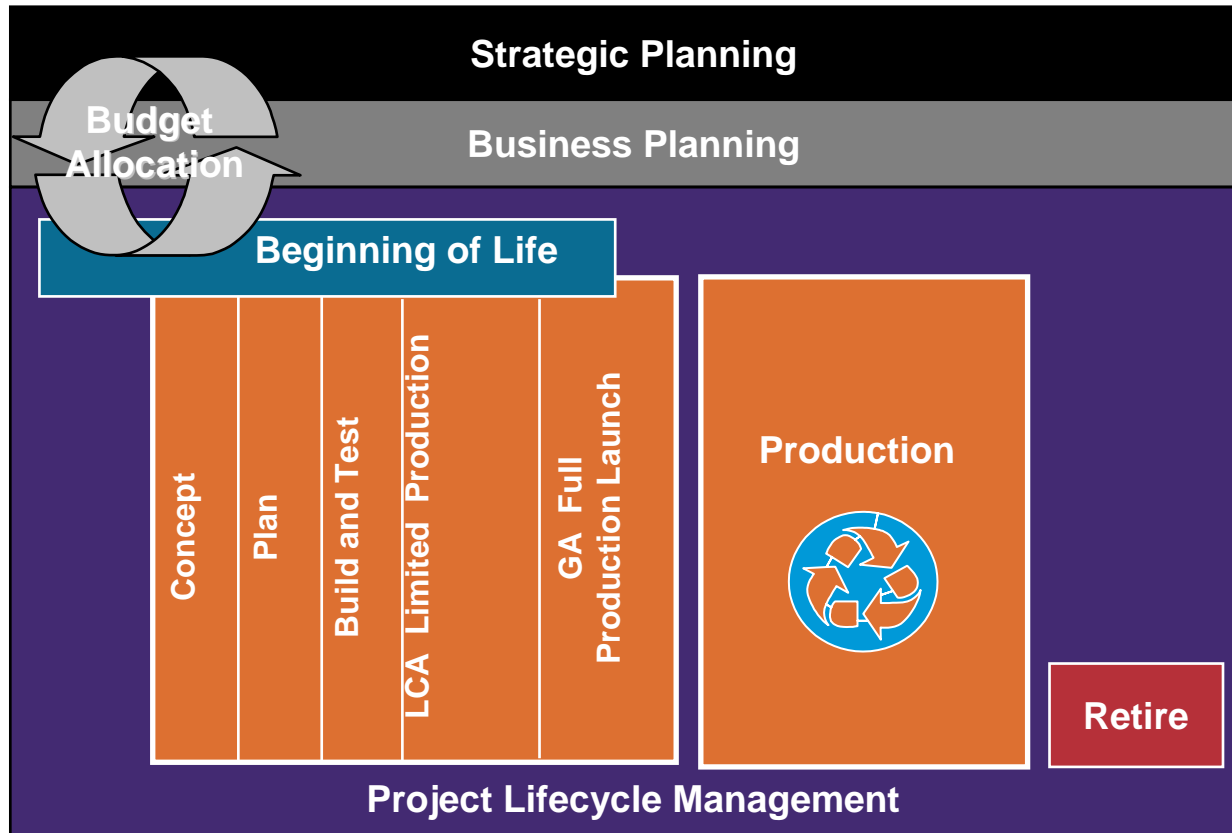 Strategic Planning
Budget
Allocation
Business Planning
Beginning of Life
Concept
Plan
Build and Test
LCA Limited Production
GA Full
Production Launch
Production
Retire
Project Lifecycle Management